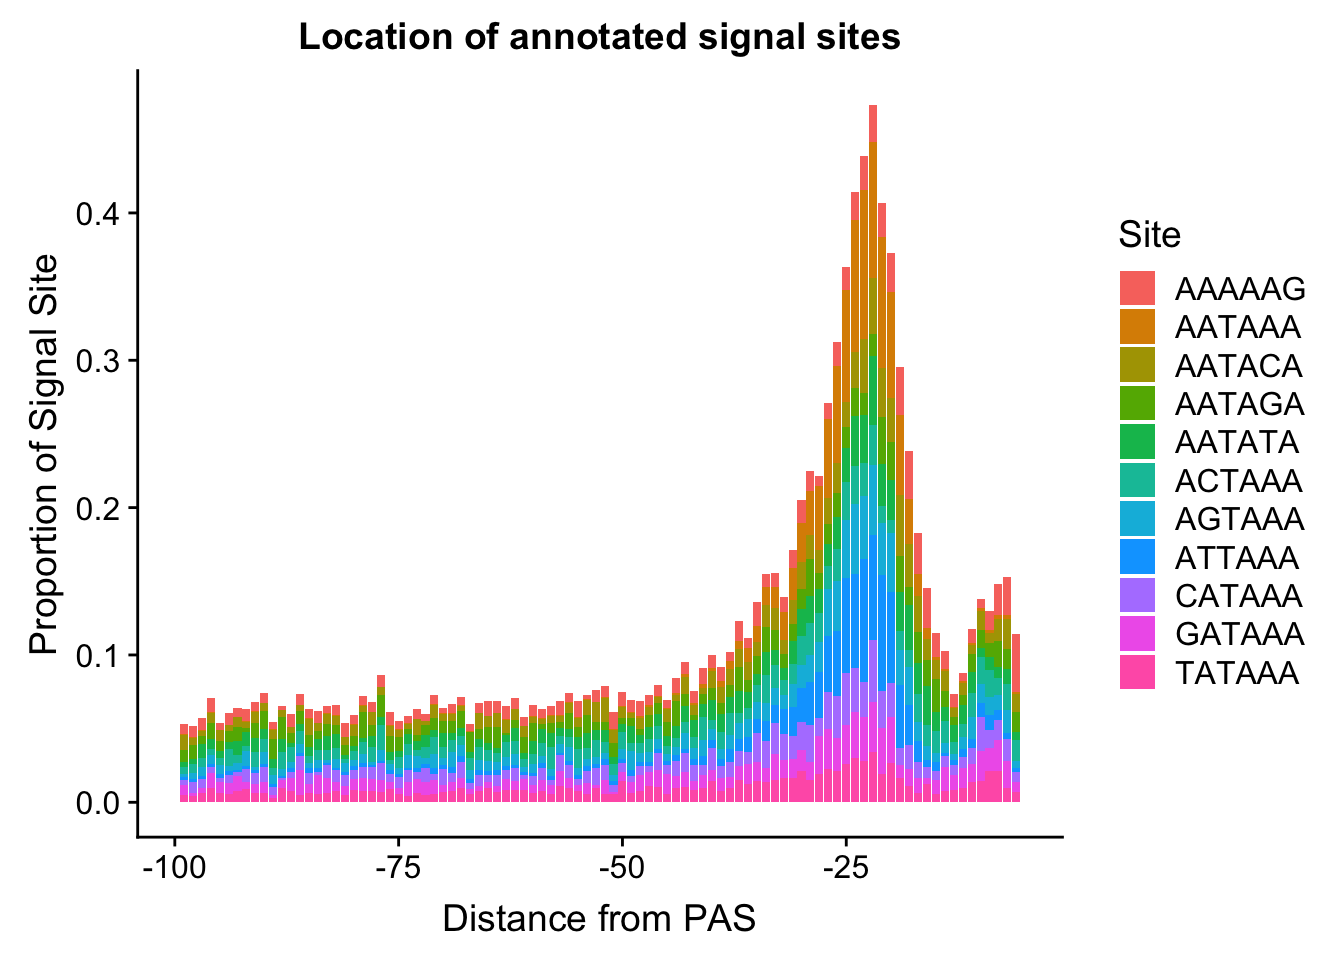 Location of annotated signal sites
Proportion of Signal Site
0.4
0.3
0.2
0.1
0.0
-100
-75
-50
-25
Distance from PAS
Site
AAAAAG
AATAAA
AATACA
AATAGA
AATATA
ACTAAA
AGTAAA
ATTAAA
CATAAA
GATAAA
TATAAA